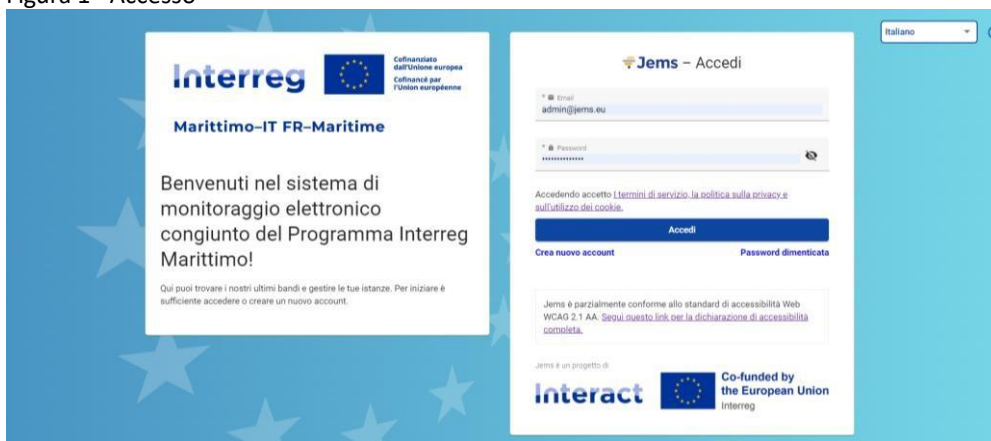 Figura 1 - Accesso
Interreg
Cofinanziato
dall'Unione europea
Cofinancé par
l'Union européenne
Marittimo-IT FR-Maritime
Benvenuti nel sistema di
monitoraggio elettronico
congiunto del Programma Interreg
Marittimo!
Qui puoi trovare i nostri ultimi bandi e gestire le tue istanze. Per iniziare è
sufficiente accedere o creare un nuovo account.
Italiano
Jems – Accedi
* Email
admin@jems.eu
* Password
Accedendo accetto I termini di servizio, la politica sulla privacy e
sull'utilizzo dei cookie.
Accedi
Crea nuovo account Password dimenticata
Jems è parzialmente conforme allo standard di accessibilità Web
WCAG 2.1 AA. Segui questo link per la dichiarazione di accessibilità
completa.
Jems è un progetto di
Interact
Co-funded by
the European Union
Interreg